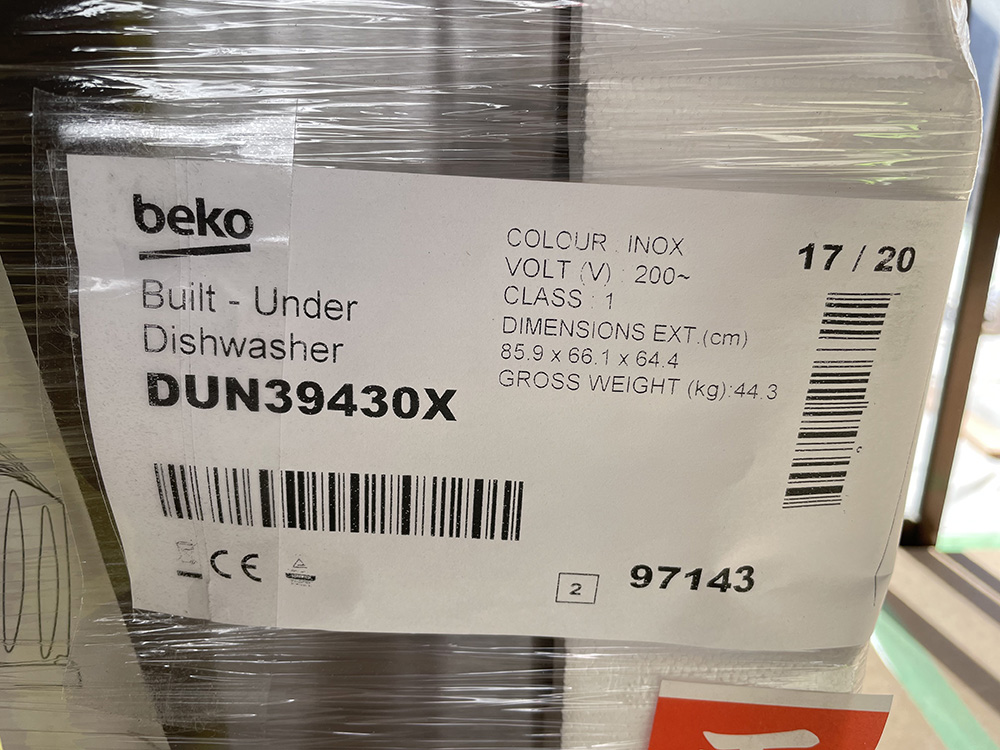 beko
Built - Under
Dishwasher
DUN39430X
COLOUR : INOX
VOLT (V) : 200~
CLASS : 1
DIMENSIONS EXT.(cm)
85.9 x 66.1 x 64.4
GROSS WEIGHT (kg):44.3
17 / 20
CE
2
97143